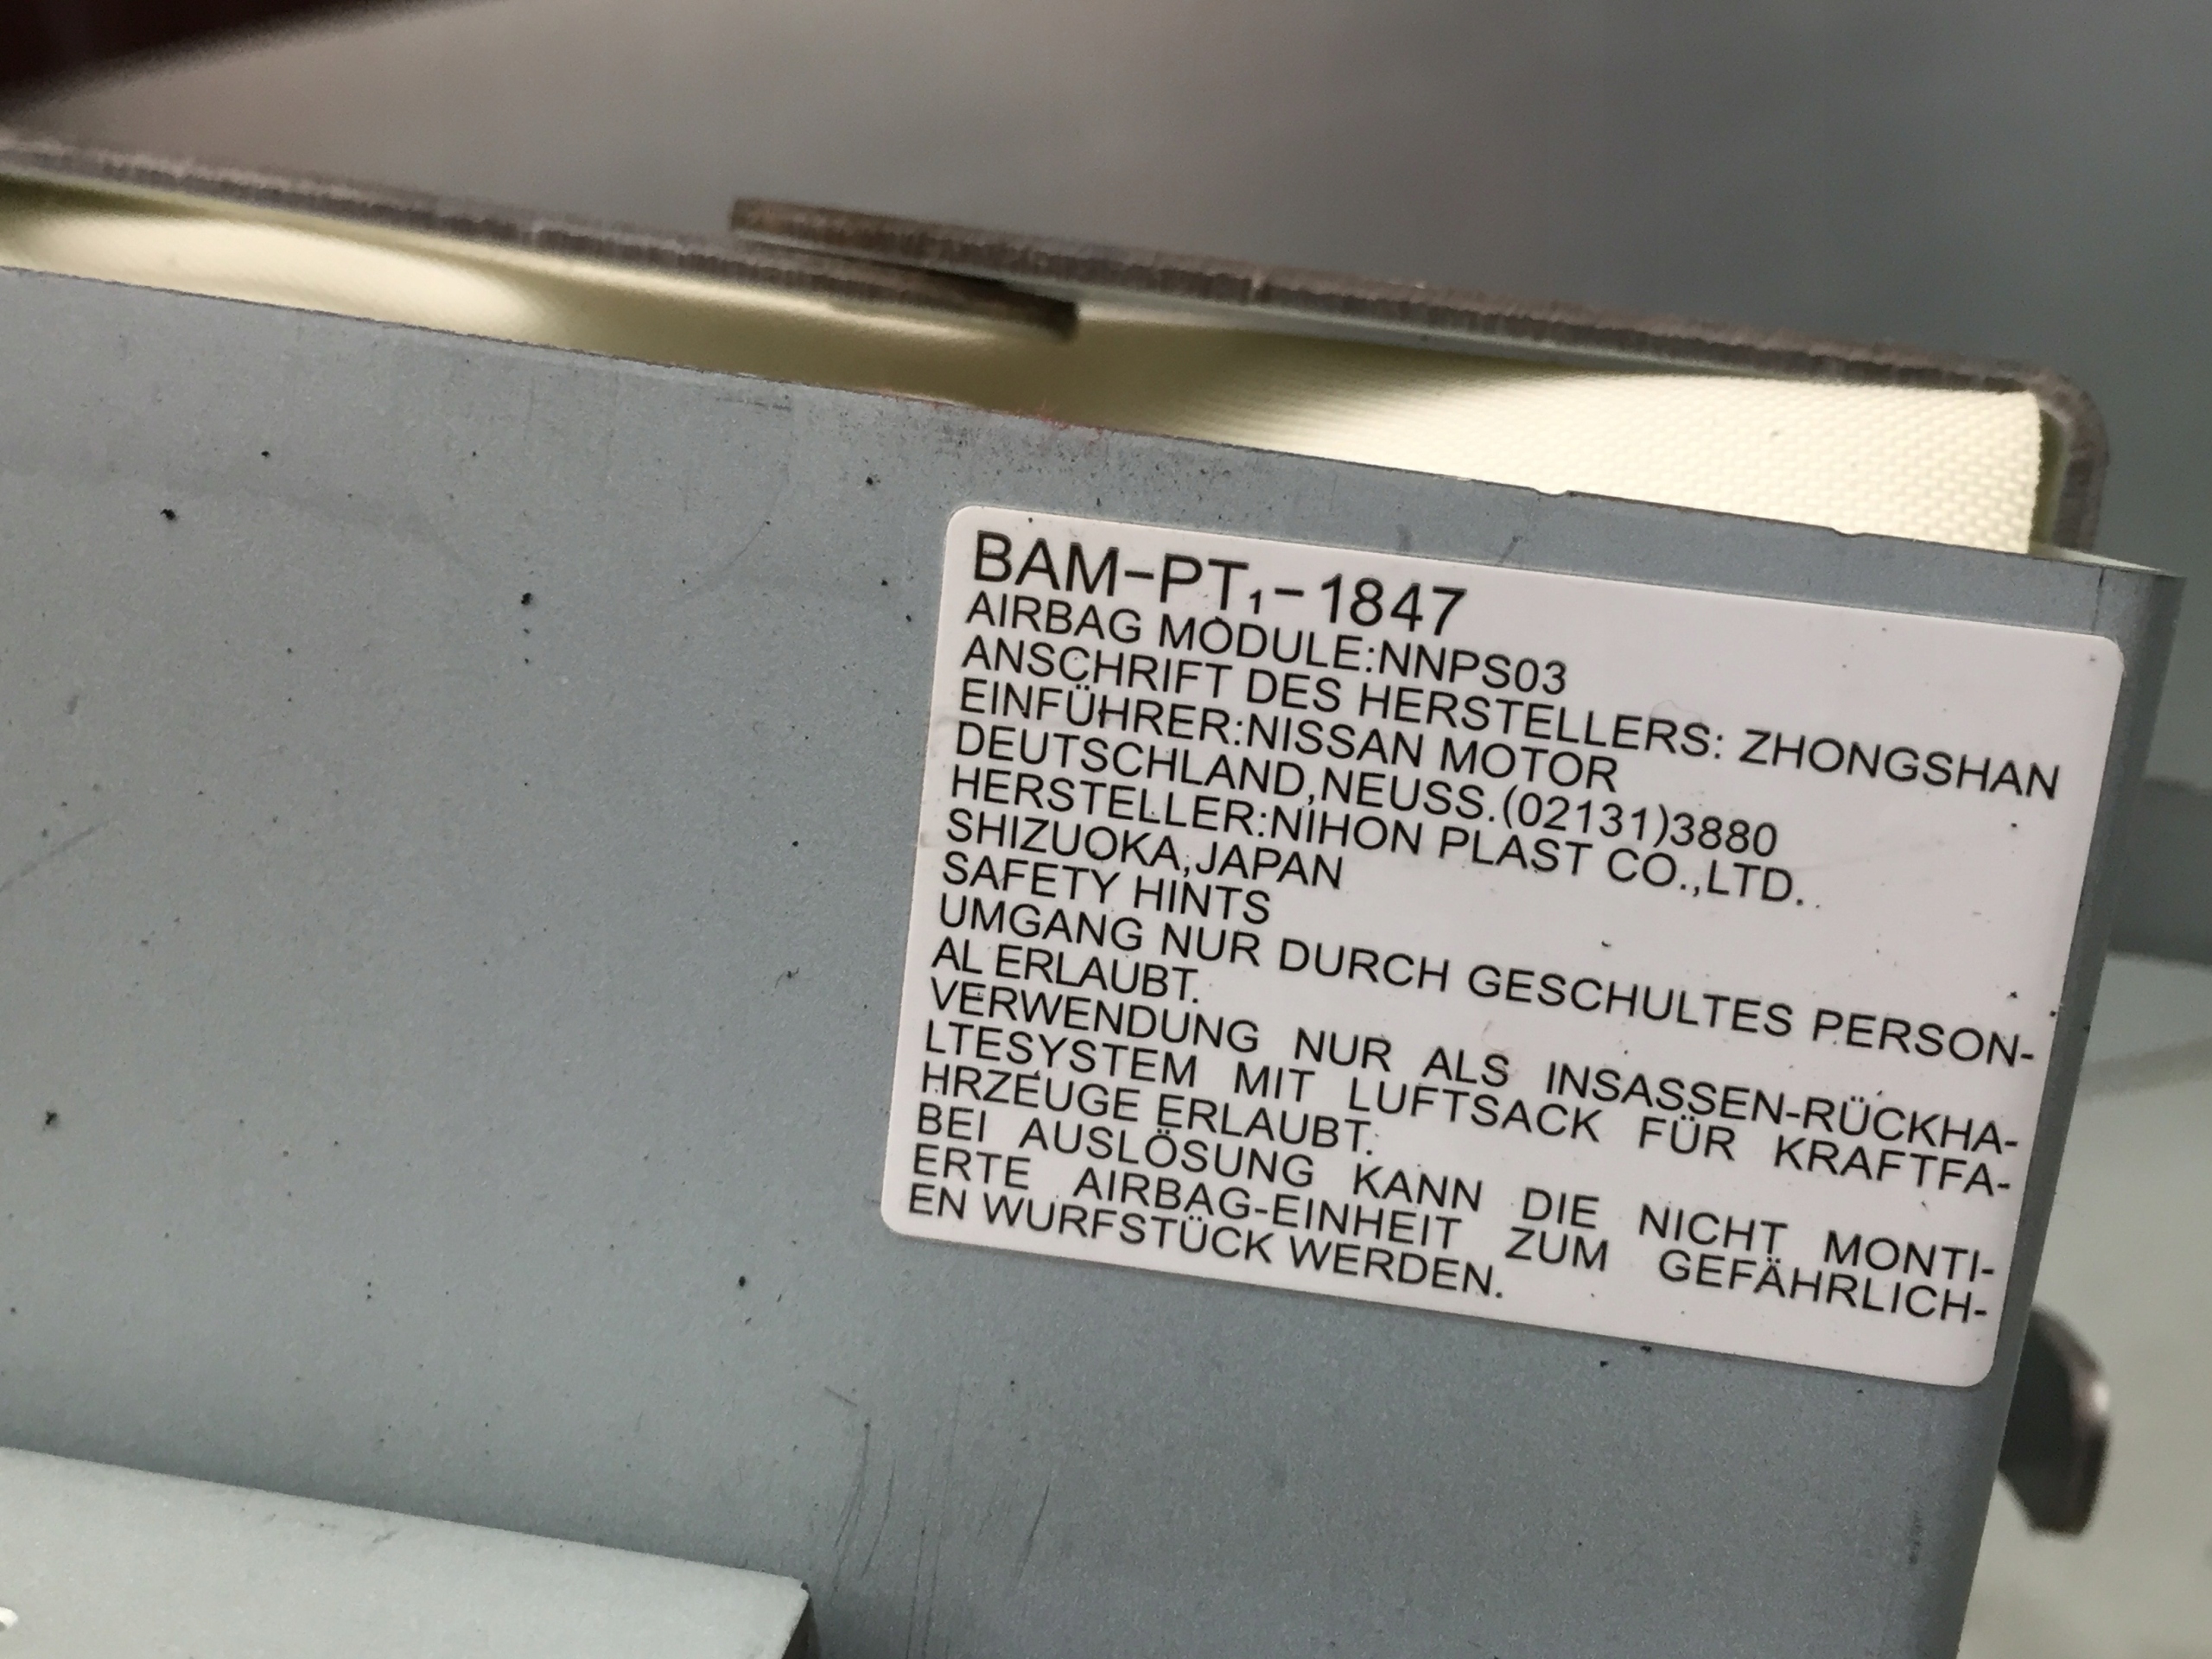 BAM-PT₁-1847
AIRBAG MODULE:NNPS03
ANSCHRIFT DES HERSTELLERS: ZHONGSHAN
EINFÜHRER:NISSAN MOTOR
DEUTSCHLAND,NEUSS.(02131)3880
HERSTELLER:NIHON PLAST CO.,LTD.
SHIZUOKA,JAPAN
SAFETY HINTS
UMGANG NUR DURCH GESCHULTES PERSON-
AL ERLAUBT.
VERWENDUNG NUR ALS INSASSEN-RÜCKHA-
LTESYSTEM MIT LUFTSACK FÜR KRAFTFA-
HRZEUGE ERLAUBT.
BEI AUSLÖSUNG KANN DIE NICHT MONTI-
ERTE AIRBAG-EINHEIT ZUM GEFÄHRLICH-
EN WURFSTÜCK WERDEN.